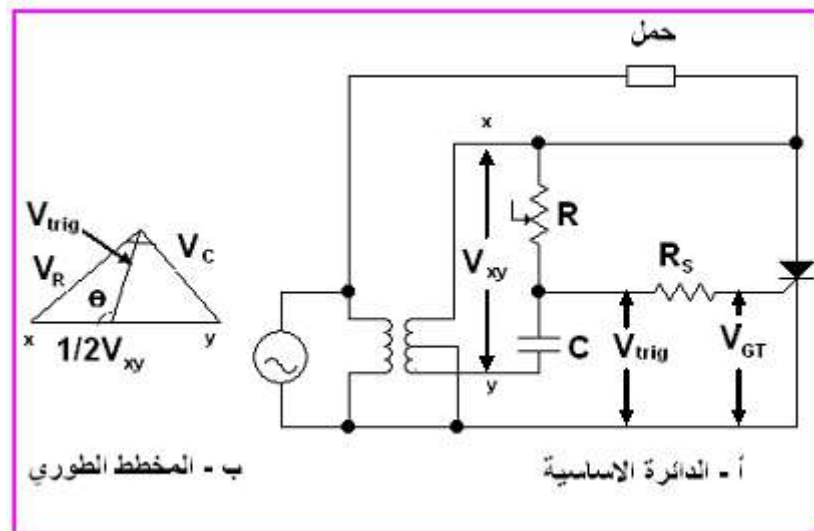 حمل
x
V_xy
R
R_S
C
V_trig
V_GT
y
V_trig
V_R
V_C
Θ
x
y
1/2V_xy
أ - الدائرة الاساسية
ب - المخطط الطوري